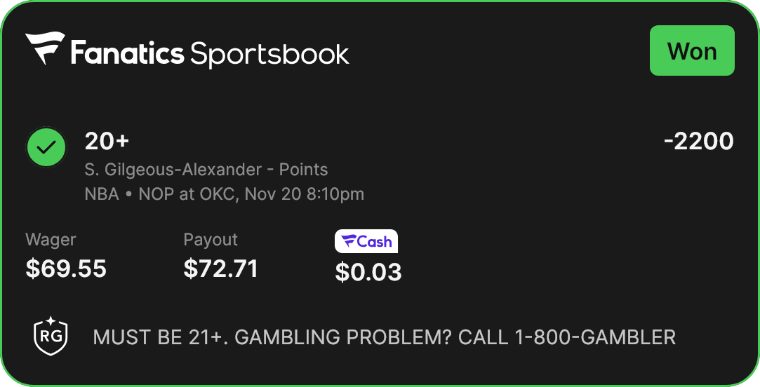 Fanatics Sportsbook
Won
20+
-2200
S. Gilgeous-Alexander - Points
NBA • NOP at OKC, Nov 20 8:10pm
Wager
Payout
FCash
$69.55
$72.71
$0.03
RG
MUST BE 21+. GAMBLING PROBLEM? CALL 1-800-GAMBLER